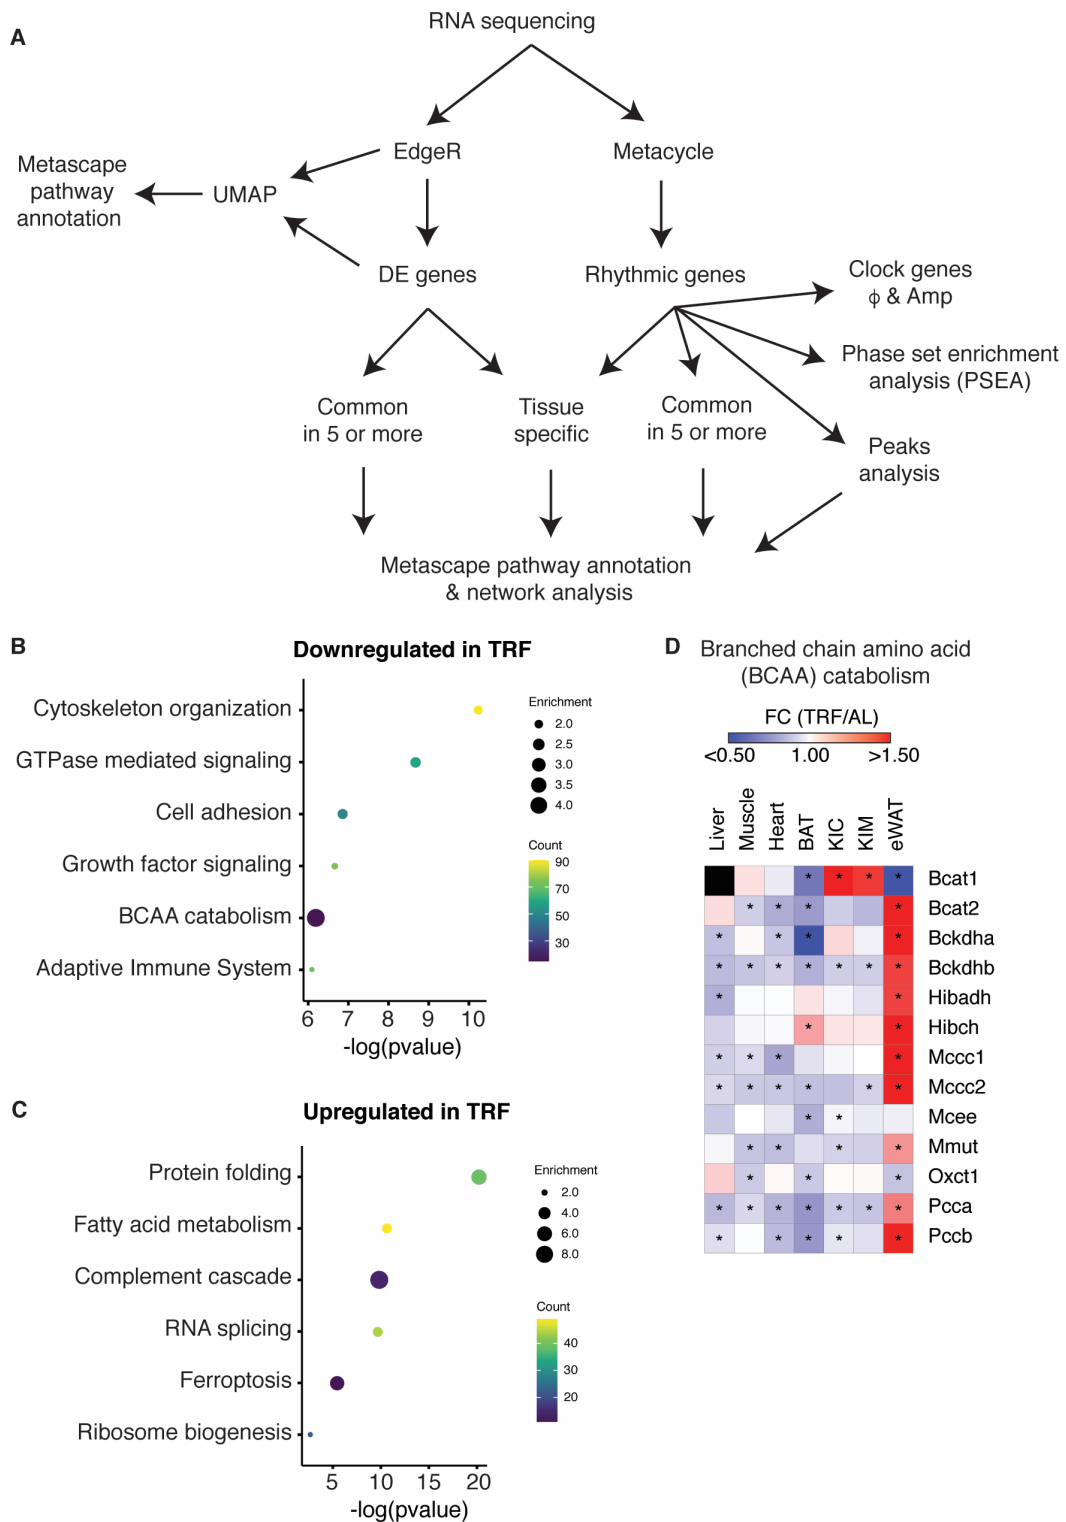 A
RNA sequencing
EdgeR
Metacycle
Metascape
pathway
annotation
UMAP
DE genes
Rhythmic genes
Clock genes
ϕ & Amp
Phase set enrichment
analysis (PSEA)
Common
in 5 or more
Tissue
specific
Common
in 5 or more
Peaks
analysis
Metascape pathway annotation
& network analysis
B
Downregulated in TRF
Cytoskeleton organization
GTPase mediated signaling
Cell adhesion
Growth factor signaling
BCAA catabolism
Adaptive Immune System
6 7 8 9 10
-log(pvalue)
Enrichment
2.0
2.5
3.0
3.5
4.0
Count
90
70
50
30
C
Upregulated in TRF
Protein folding
Fatty acid metabolism
Complement cascade
RNA splicing
Ferroptosis
Ribosome biogenesis
5 10 15 20
-log(pvalue)
Enrichment
2.0
4.0
6.0
8.0
Count
40
30
20
D
Branched chain amino acid
(BCAA) catabolism
FC (TRF/AL)
<0.50 1.00 >1.50
Liver
Muscle
Heart
BAT
KIC
KIM
eWAT
* * * * Bcat1
* * * * Bcat2
* * * * Bckdha
* * * * * * * Bckdhb
* * Hibadh
* * Hibch
* * * * Mccc1
* * * * * * Mccc2
* * Mcee
* * * * Mmut
* * * Oxct1
* * * * * * * Pcca
* * * * * Pccb